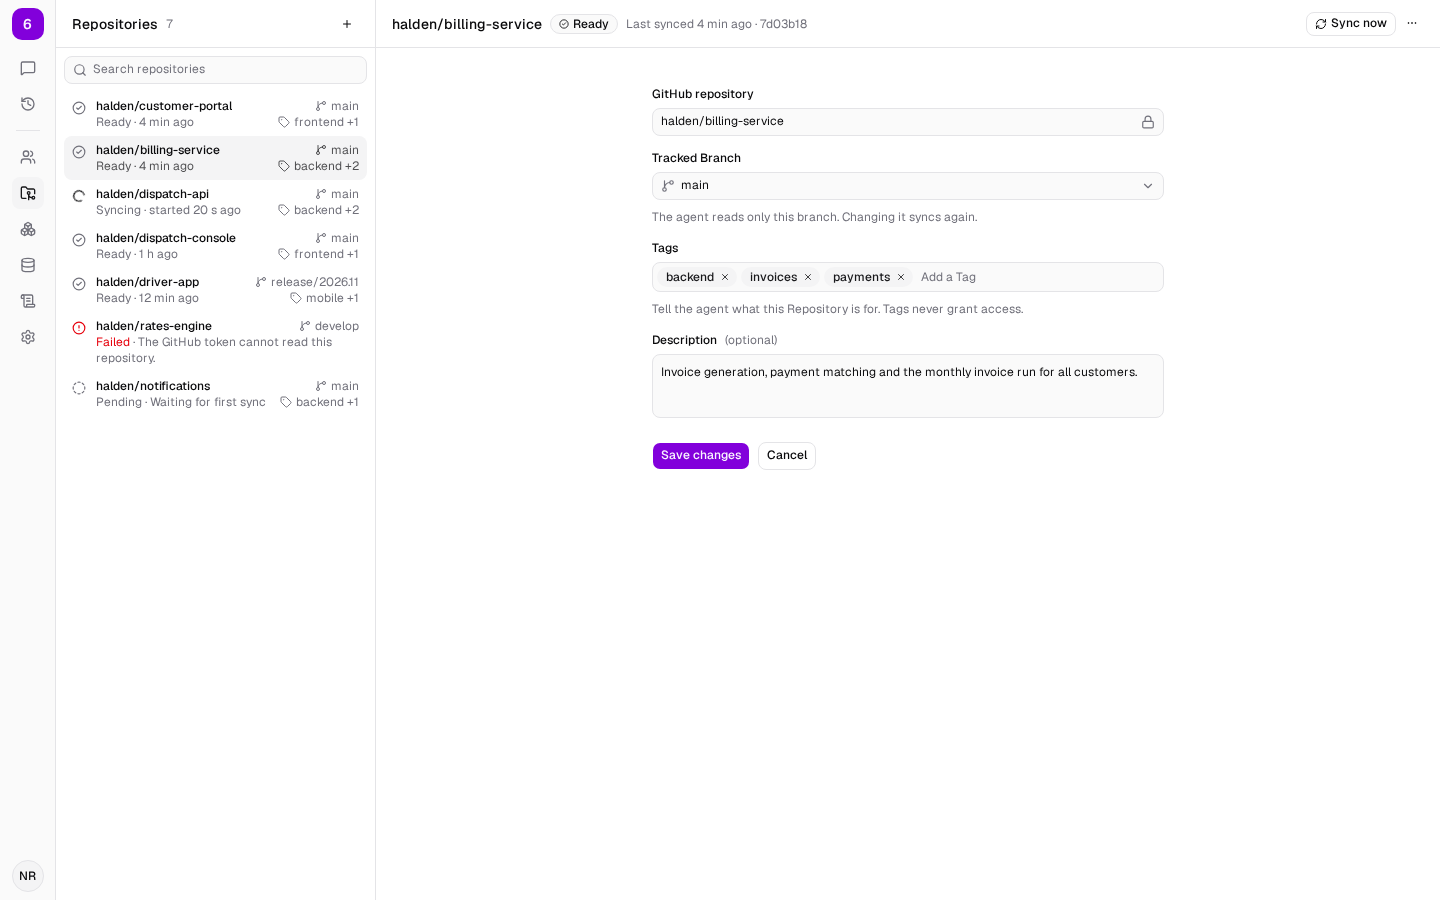 6
Repositories 7
Search repositories
halden/customer-portal main
Ready · 4 min ago frontend +1
halden/billing-service main
Ready · 4 min ago backend +2
halden/dispatch-api main
Syncing · started 20 s ago backend +2
halden/dispatch-console main
Ready · 1 h ago frontend +1
halden/driver-app release/2026.11
Ready · 12 min ago mobile +1
halden/rates-engine develop
Failed · The GitHub token cannot read this
repository.
halden/notifications main
Pending · Waiting for first sync backend +1
NR
halden/billing-service Ready Last synced 4 min ago · 7d03b18 Sync now
GitHub repository
halden/billing-service
Tracked Branch
main
The agent reads only this branch. Changing it syncs again.
Tags
backend invoices payments Add a Tag
Tell the agent what this Repository is for. Tags never grant access.
Description (optional)
Invoice generation, payment matching and the monthly invoice run for all customers.
Save changes Cancel